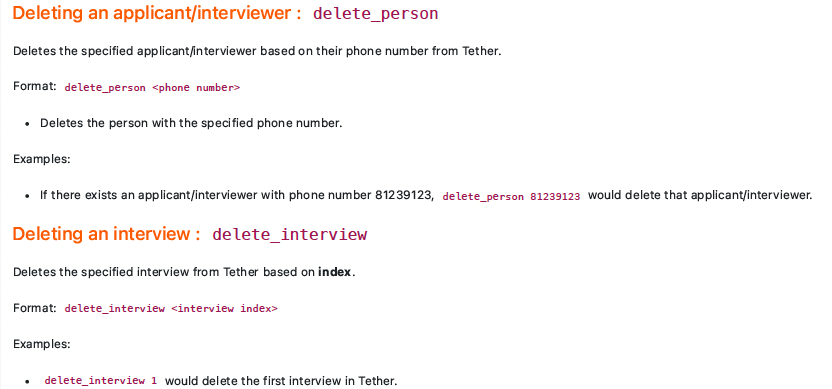 Deleting an applicant/interviewer : delete_person
Deletes the specified applicant/interviewer based on their phone number from Tether.
Format: delete_person <phone number>
• Deletes the person with the specified phone number.
Examples:
• If there exists an applicant/interviewer with phone number 81239123, delete_person 81239123 would delete that applicant/interviewer.
Deleting an interview : delete_interview
Deletes the specified interview from Tether based on index.
Format: delete_interview <interview index>
Examples:
• delete_interview 1 would delete the first interview in Tether.